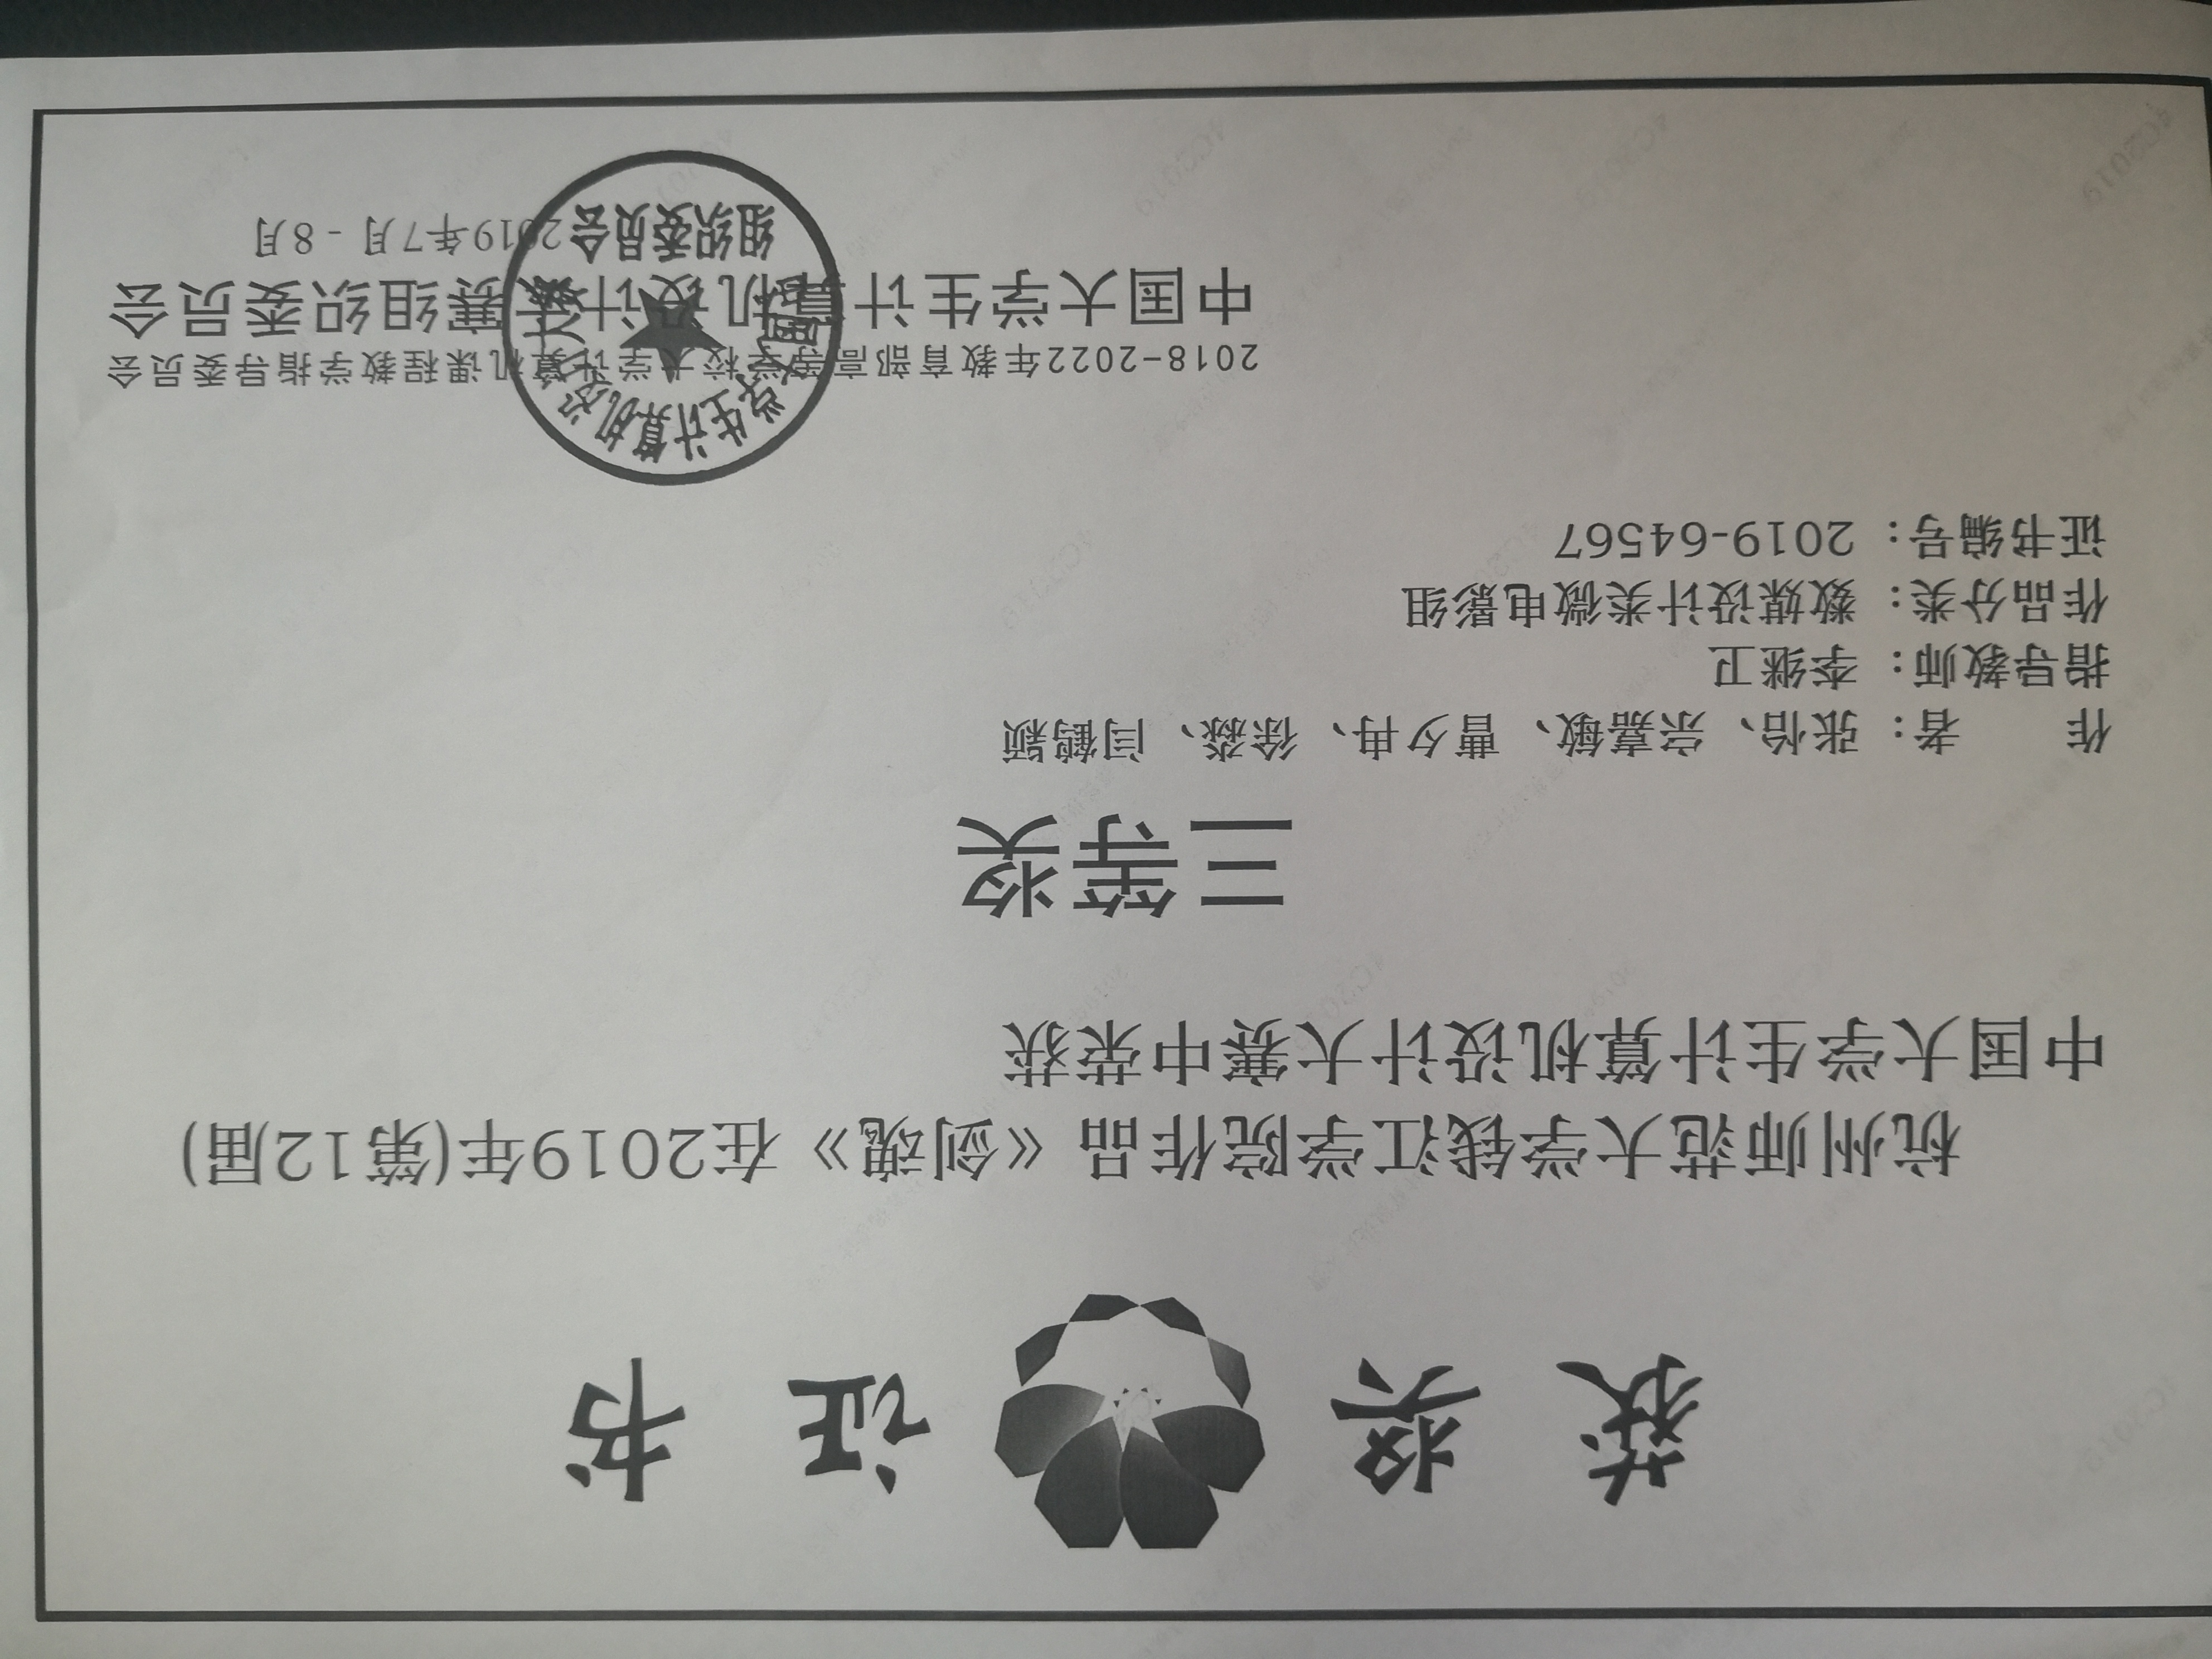 获 奖 证 书
杭州师范大学钱江学院作品《剑魂》在2019年(第12届)
中国大学生计算机设计大赛中荣获
三等奖
作 者：张怡、宗嘉敏、曹夕冉、徐淼、闫鹤颖
指导教师：李继卫
作品分类：数媒设计类微电影组
证书编号：2019-64567
2018-2022年教育部高等学校大学计算机课程教学指导委员会
中国大学生计算机设计大赛组织委员会
2019年7月 - 8月
组织委员会